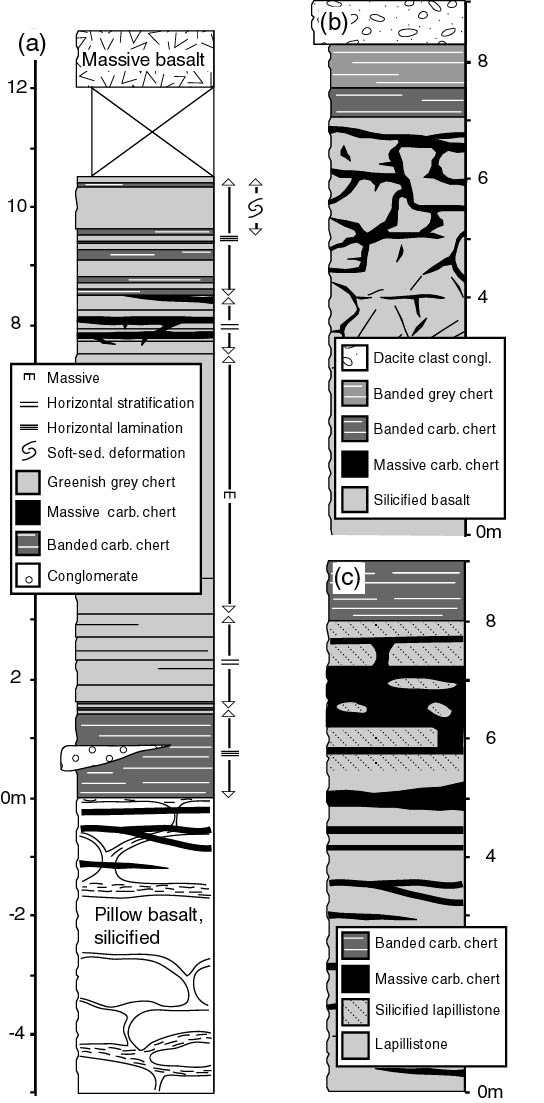 (a)
Massive basalt
12
10
8
E
Massive
Horizontal stratification
Horizontal lamination
Soft-sed. deformation
Greenish grey chert
Massive carb. chert
Banded carb. chert
Conglomerate
E
2
0m
-2
Pillow basalt,
silicified
-4
(b)
8
6
4
Dacite clast congl.
Banded grey chert
Banded carb. chert
Massive carb. chert
Silicified basalt
0m
(c)
8
6
4
Banded carb. chert
Massive carb. chert
Silicified lapillistone
Lapillistone
0m